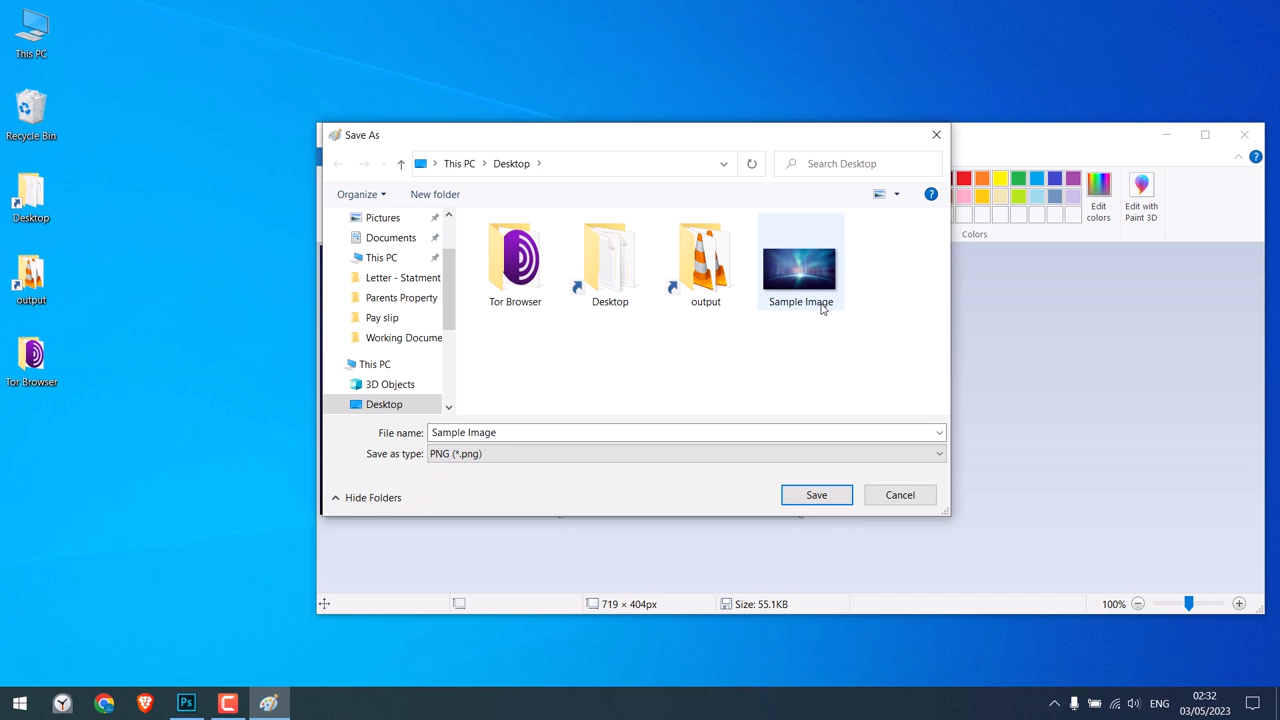 This PC
Recycle Bin
Desktop
output
Tor Browser
Save As
This PC
Desktop
Search Desktop
Organize
New folder
Pictures
Documents
This PC
Letter - Statment
Parents Property
Pay slip
Working Docume
This PC
3D Objects
Desktop
Tor Browser
Desktop
output
Sample Image
File name: Sample Image
Save as type: PNG (*.png)
Hide Folders
Save
Cancel
Edit colors
Edit with Paint 3D
Colors
719 × 404px
Size: 55.1KB
100%
Ps
ENG
02:32
03/05/2023